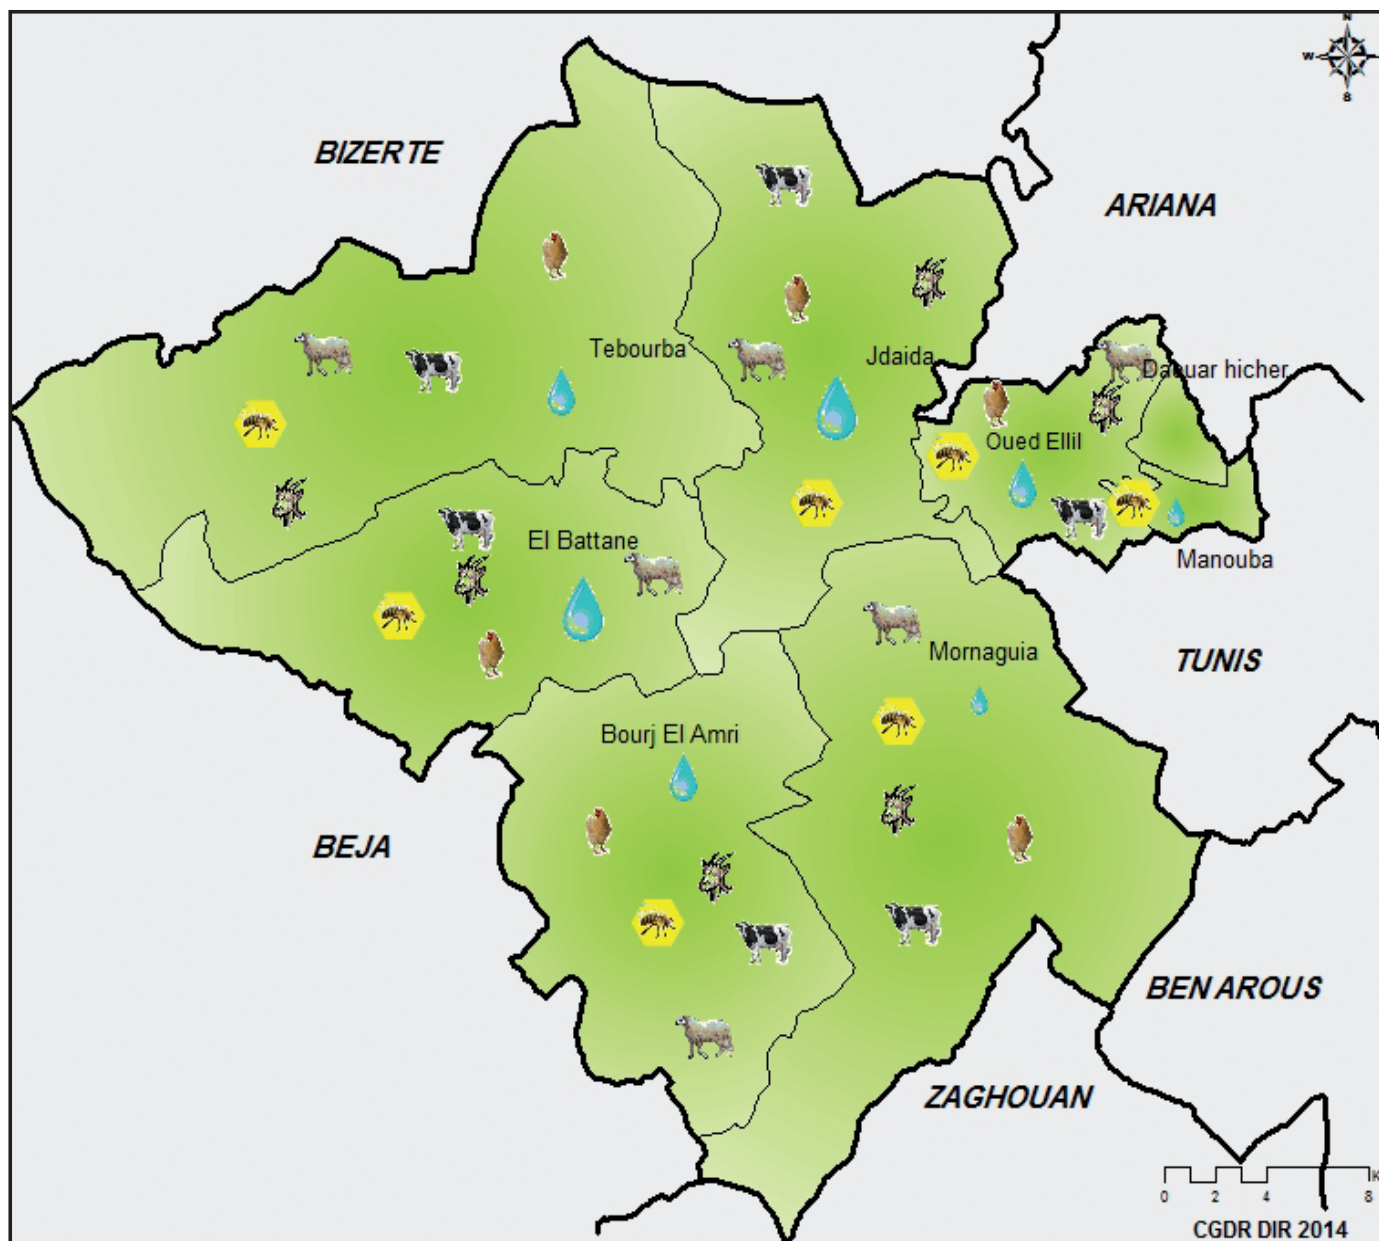 N
W
S
BIZERTE
ARIANA
Tebourba
Jdaida
Daouar hicher
Oued Ellil
El Battane
Manouba
Mornaguia
TUNIS
Bourj El Amri
BEJA
BEN AROUS
ZAGHOUAN
K
0 2 4 8
CGDR DIR 2014